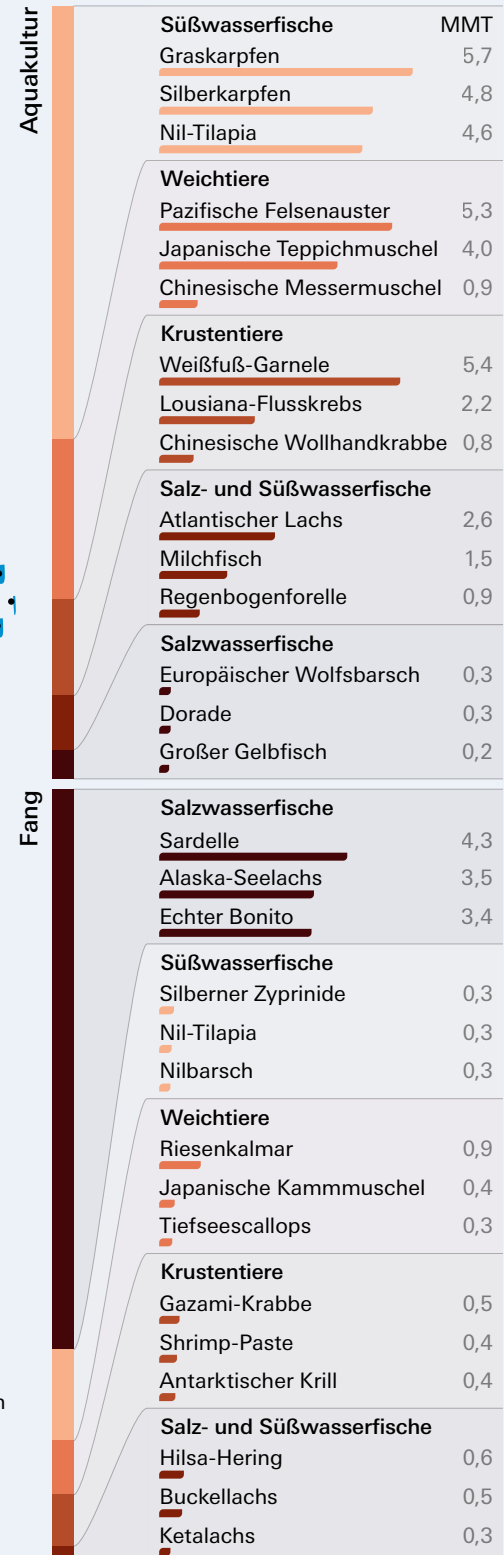 Aquakultur
Süßwasserfische MMT
Graskarpfen 5,7
Silberkarpfen 4,8
Nil-Tilapia 4,6
Weichtiere
Pazifische Felsenauster 5,3
Japanische Teppichmuschel 4,0
Chinesische Messermuschel 0,9
Krustentiere
Weißfuß-Garnele 5,4
Lousiana-Flusskrebs 2,2
Chinesische Wollhandkrabbe 0,8
Salz- und Süßwasserfische
Atlantischer Lachs 2,6
Milchfisch 1,5
Regenbogenforelle 0,9
Salzwasserfische
Europäischer Wolfsbarsch 0,3
Dorade 0,3
Großer Gelbfisch 0,2
Fang
Salzwasserfische
Sardelle 4,3
Alaska-Seelachs 3,5
Echter Bonito 3,4
Süßwasserfische
Silberner Zyprinide 0,3
Nil-Tilapia 0,3
Nilbarsch 0,3
Weichtiere
Riesenkalmar 0,9
Japanische Kammmuschel 0,4
Tiefseescallops 0,3
Krustentiere
Gazami-Krabbe 0,5
Shrimp-Paste 0,4
Antarktischer Krill 0,4
Salz- und Süßwasserfische
Hilsa-Hering 0,6
Buckellachs 0,5
Ketalachs 0,3